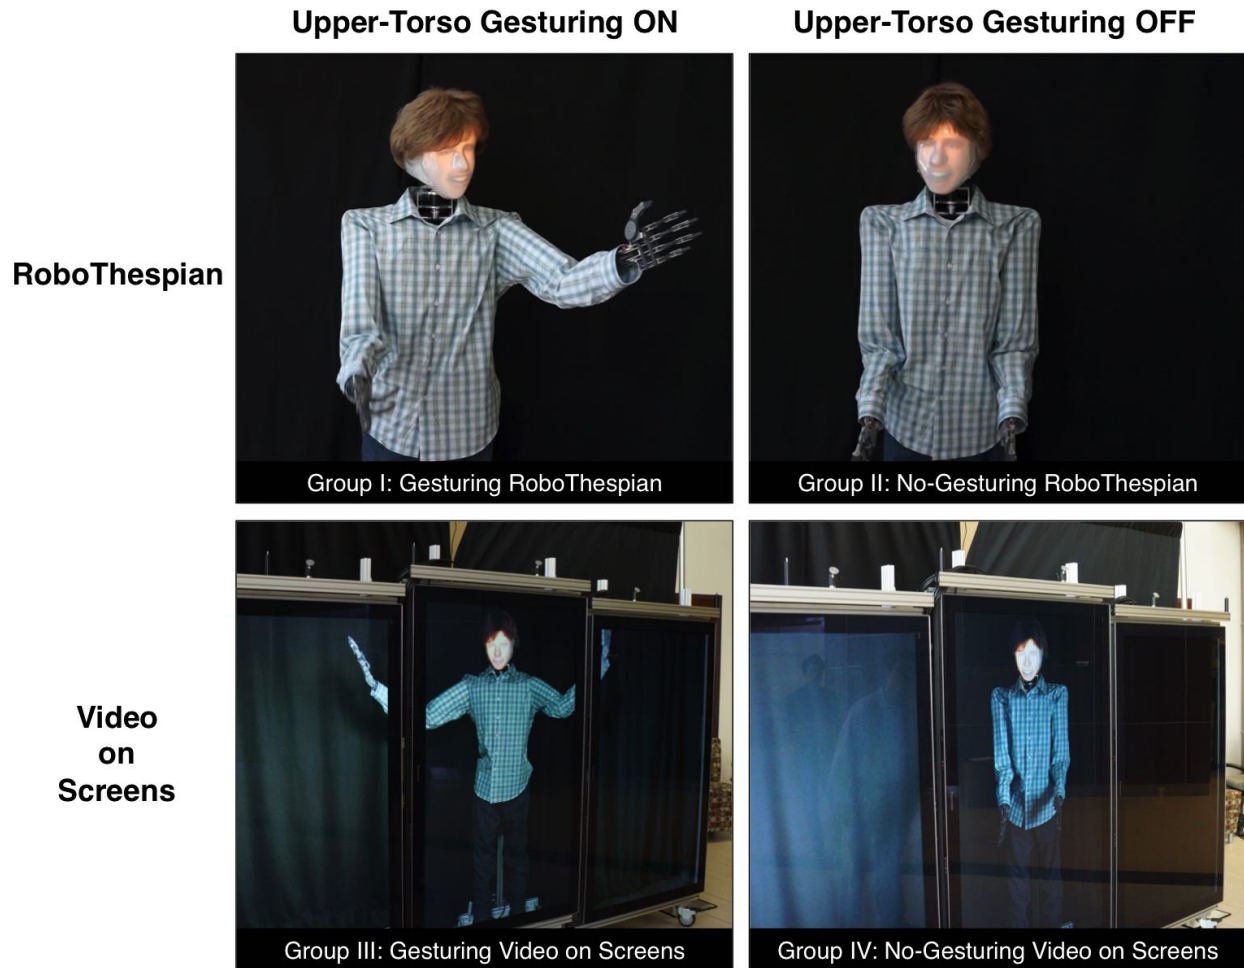 Upper-Torso Gesturing ON
Upper-Torso Gesturing OFF
RoboThespian
Group I: Gesturing RoboThespian
Group II: No-Gesturing RoboThespian
Video
on
Screens
Group III: Gesturing Video on Screens
Group IV: No-Gesturing Video on Screens